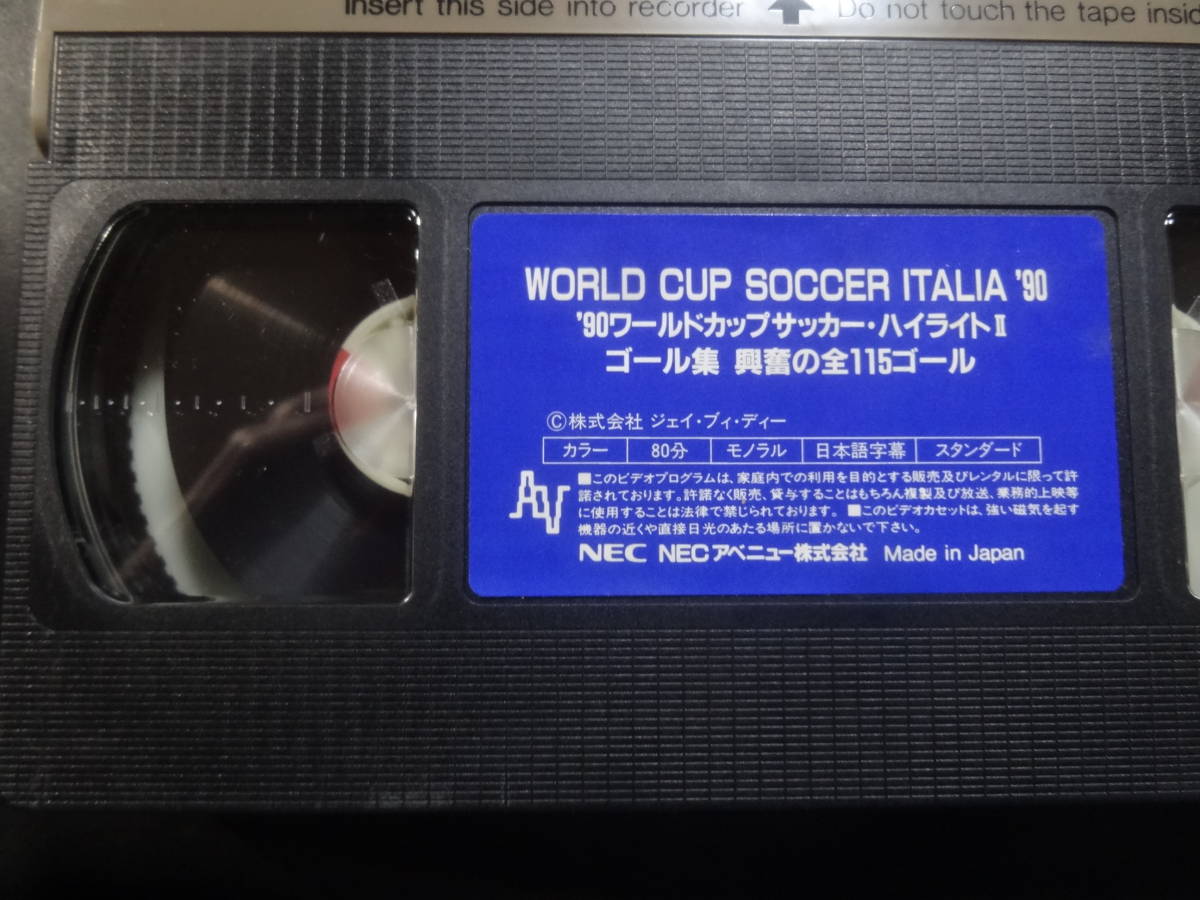 Insert this side into recorder ↑ Do not touch the tape inside
WORLD CUP SOCCER ITALIA '90
'90ワールドカップサッカー・ハイライトⅡ
ゴール集 興奮の全115ゴール
©株式会社 ジェイ・ブィ・ディー
カラー 80分 モノラル 日本語字幕 スタンダード
■このビデオプログラムは、家庭内での利用を目的とする販売及びレンタルに限って許
諾されております。許諾なく販売、貸与することはもちろん複製及び放送、業務的上映等
に使用することは法律で禁じられております。 ■このビデオカセットは、強い磁気を起す
機器の近くや直接日光のあたる場所に置かないで下さい。
NEC NECアベニュー株式会社 Made in Japan